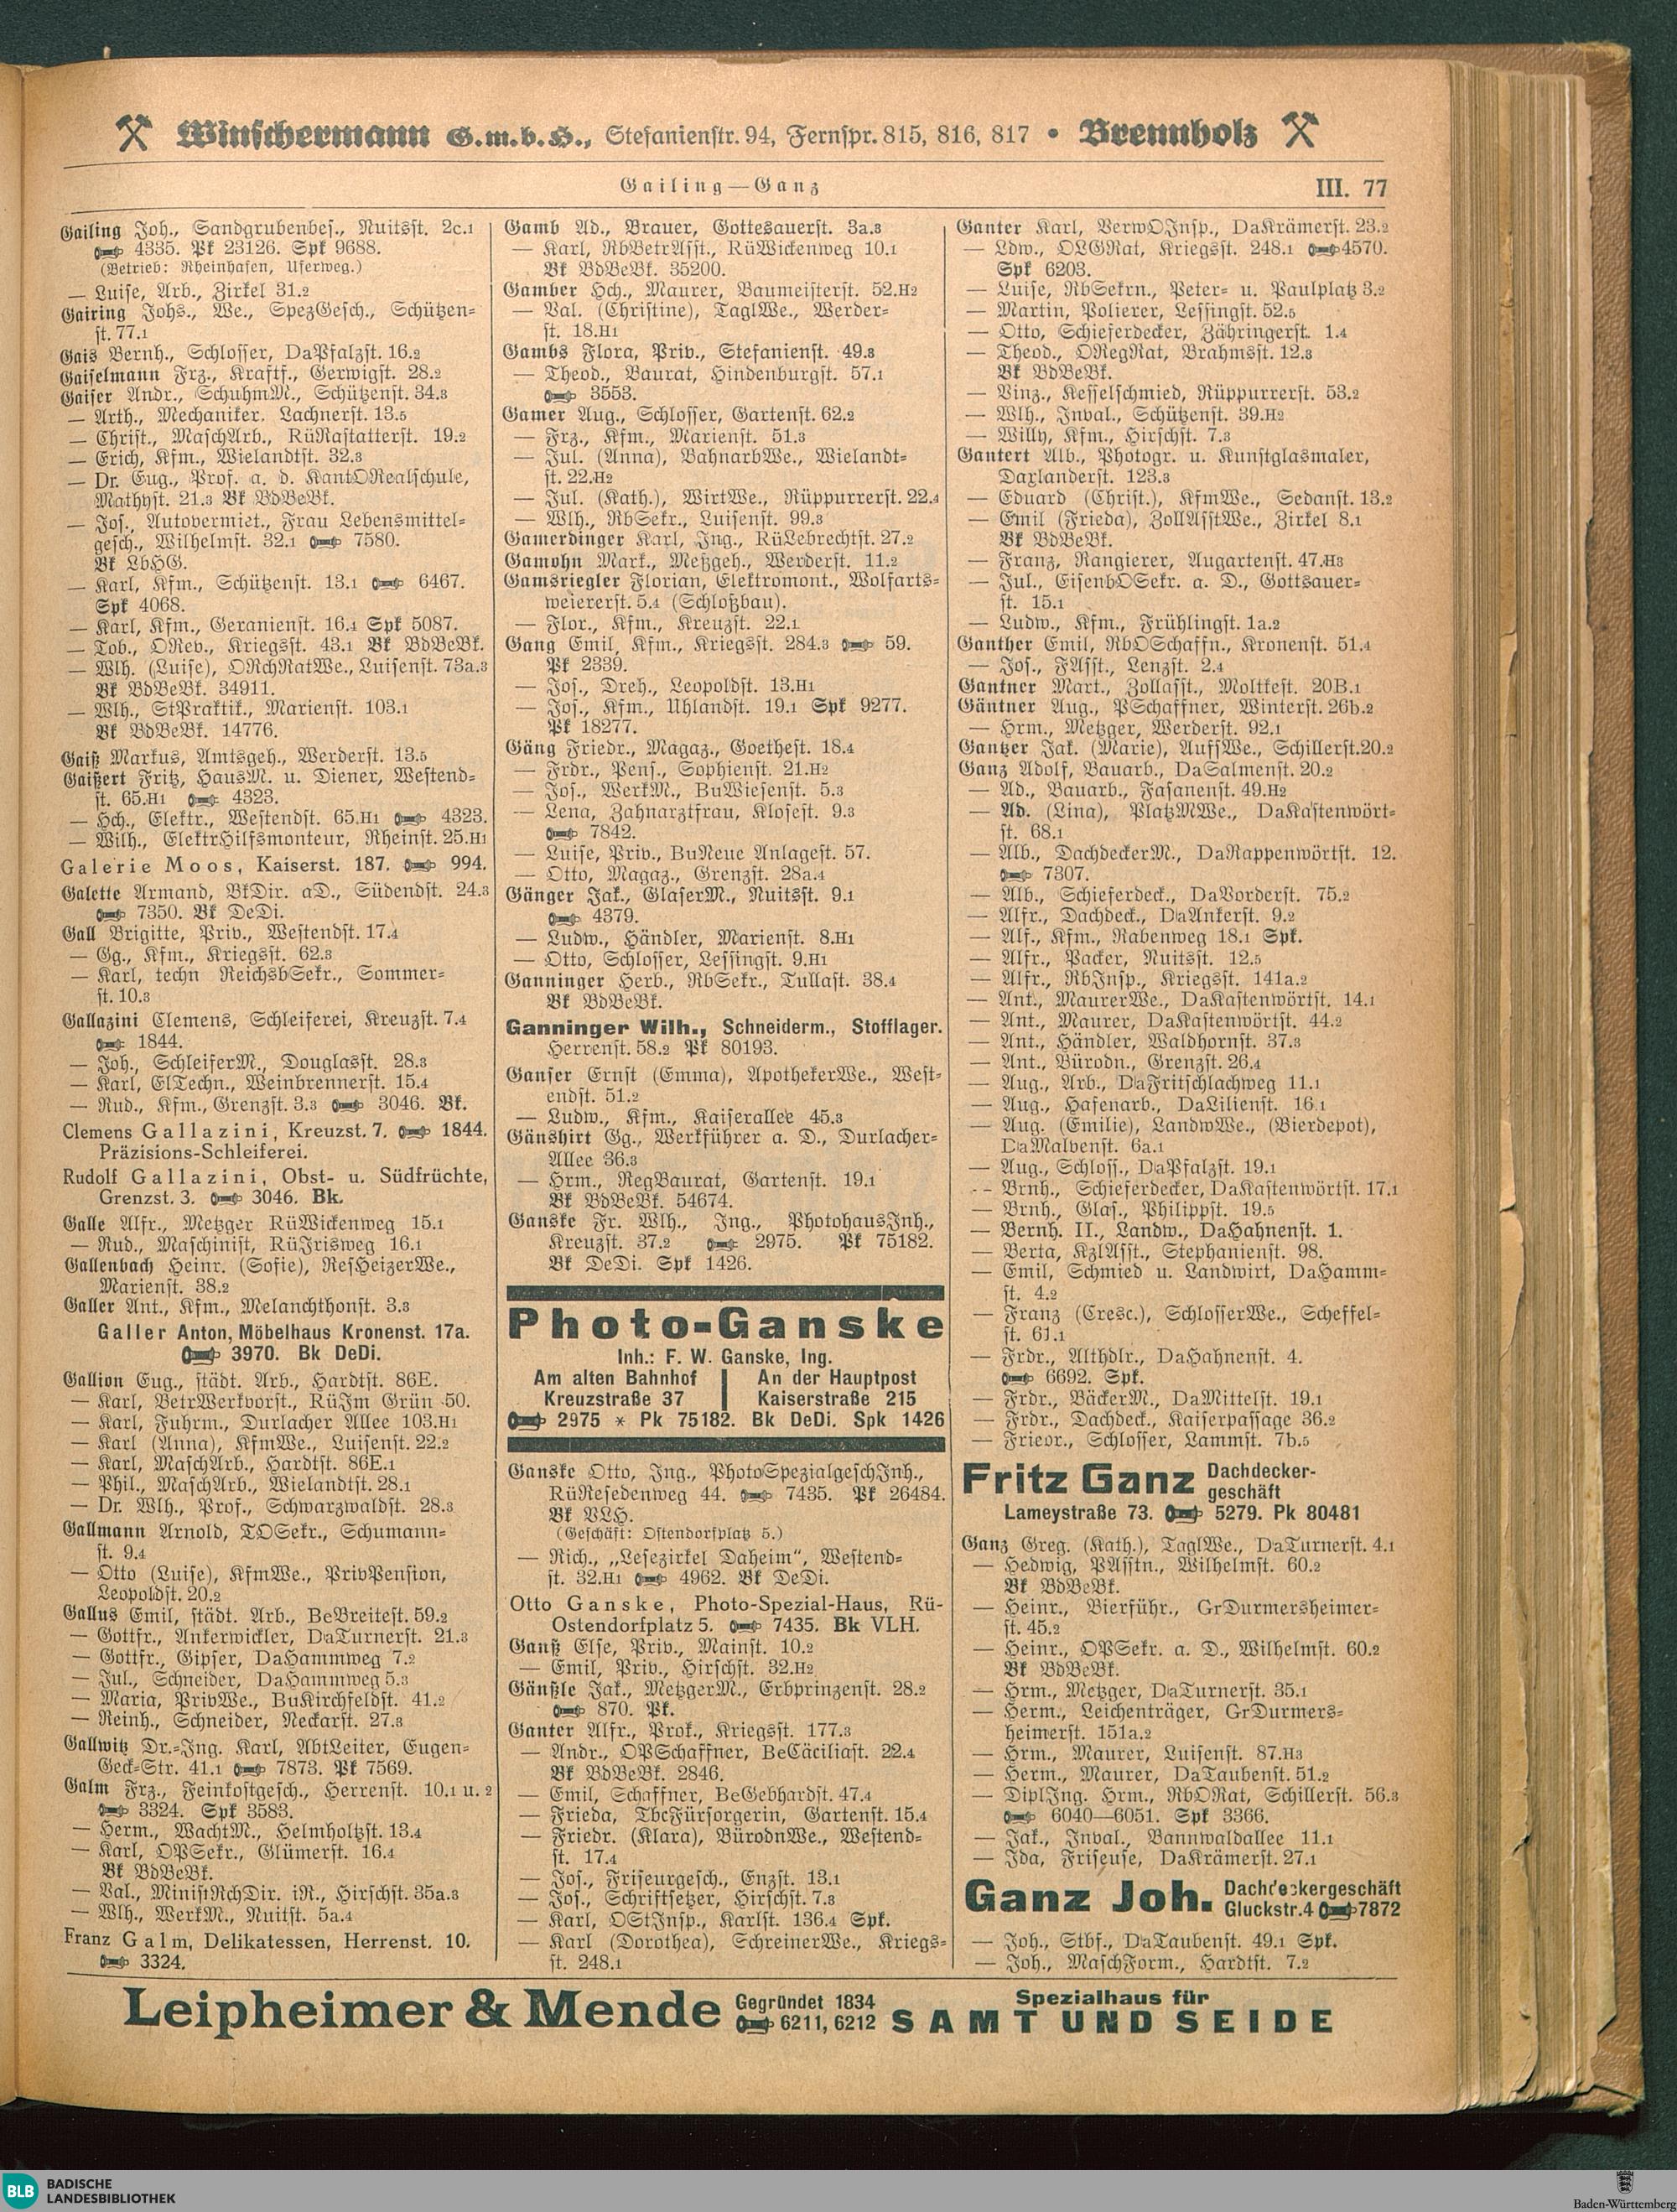 Winschermann G.m.b.H., Stefanienstr. 94, Fernspr. 815, 816, 817 • Brennholz
Gailing—Ganz
III. 77
Gailing Joh., Sandgrubenbes., Nuitsst. 2c.1
4335. Pk 23126. Spk 9688.
(Betrieb: Rheinhafen, Uferweg.)
— Luise, Arb., Zirkel 31.2
Gairing Johs., We., SpezGesch., Schützen-
st. 77.1
Gais Bernh., Schlosser, DaPfalzst. 16.2
Gaiselmann Frz., Kraftf., Gerwigst. 28.2
Gaiser Andr., SchuhmM., Schützenst. 34.3
— Arth., Mechaniker. Lachnerst. 13.5
— Christ., MaschArb., RüRastatterst. 19.2
— Erich, Kfm., Wielandtst. 32.3
— Dr. Eug., Prof. a. d. KantORealschule,
Mathyst. 21.3 Bk BdBeBk.
— Jos., Autovermiet., Frau Lebensmittel-
gesch., Wilhelmst. 32.1 7580.
Bk LbHG.
— Karl, Kfm., Schützenst. 13.1 6467.
Spk 4068.
— Karl, Kfm., Geranienst. 16.4 Spk 5087.
— Tob., ORev., Kriegsst. 43.1 Bk BdBeBk.
— Wlh. (Luise), ORchRatWe., Luisenst. 73a.3
Bk BdBeBk. 34911.
— Wlh., StPraktik., Marienst. 103.1
Bk BdBeBk. 14776.
Gaiß Markus, Amtsgeh., Werderst. 13.5
Gaißert Fritz, HausM. u. Diener, Westend-
st. 65.H1 4323.
— Hch., Elektr., Westendst. 65.H1 4323.
— Wilh., ElektrHilfsmonteur, Rheinst. 25.H1
Galerie Moos, Kaiserst. 187. 994.
Galette Armand, BkDir. aD., Südendst. 24.3
7350. Bk DeDi.
Gall Brigitte, Priv., Westendst. 17.4
— Gg., Kfm., Kriegsst. 62.3
— Karl, techn ReichsbSekr., Sommer-
st. 10.3
Gallazini Clemens, Schleiferei, Kreuzst. 7.4
1844.
— Joh., SchleiferM., Douglasst. 28.3
— Karl, ElTechn., Weinbrennerst. 15.4
— Rud., Kfm., Grenzst. 3.3 3046. Bk.
Clemens Gallazini, Kreuzst. 7. 1844.
Präzisions-Schleiferei.
Rudolf Gallazini, Obst- u. Südfrüchte,
Grenzst. 3. 3046. Bk.
Galle Alfr., Metzger RüWickenweg 15.1
— Rud., Maschinist, RüIrisweg 16.1
Gallenbach Heinr. (Sofie), ResHeizerWe.,
Marienst. 38.2
Galler Ant., Kfm., Melanchthonst. 3.3
Galler Anton, Möbelhaus Kronenst. 17a.
3970. Bk DeDi.
Gallion Eug., städt. Arb., Hardtst. 86E.
— Karl, BetrWerkvorst., RüIm Grün 50.
— Karl, Fuhrm., Durlacher Allee 103.H1
— Karl (Anna), KfmWe., Luisenst. 22.2
— Karl, MaschArb., Hardtst. 86E.1
— Phil., MaschArb., Wielandtst. 28.1
— Dr. Wlh., Prof., Schwarzwaldst. 28.3
Gallmann Arnold, TOSekr., Schumann-
st. 9.4
— Otto (Luise), KfmWe., PrivPension,
Leopoldst. 20.2
Gallus Emil, städt. Arb., BeBreitest. 59.2
— Gottfr., Ankerwickler, DaTurnerst. 21.3
— Gottfr., Gipser, DaHammweg 7.2
— Jul., Schneider, DaHammweg 5.3
— Maria, PrivWe., BuKirchfeldst. 41.2
— Reinh., Schneider, Neckarst. 27.3
Gallwitz Dr.-Ing. Karl, AbtLeiter, Eugen-
Geck-Str. 41.1 7873. Pk 7569.
Galm Frz., Feinkostgesch., Herrenst. 10.1 u. 2
3324. Spk 3583.
— Herm., WachtM., Helmholtzst. 13.4
— Karl, OPSekr., Glümerst. 16.4
Bk BdBeBk.
— Val., MinistRchDir. iR., Hirschst. 35a.3
— Wlh., WerkM., Nuitst. 5a.4
Franz Galm, Delikatessen, Herrenst. 10.
3324.
Gamb Ad., Brauer, Gottesauerst. 3a.3
— Karl, RbBetrAsst., RüWickenweg 10.1
Bk BdBeBk. 35200.
Gamber Hch., Maurer, Baumeisterst. 52.H2
— Val. (Christine), TaglWe., Werder-
st. 18.H1
Gambs Flora, Priv., Stefanienst. 49.3
— Theod., Baurat, Hindenburgst. 57.1
3553.
Gamer Aug., Schlosser, Gartenst. 62.2
— Frz., Kfm., Marienst. 51.3
— Jul. (Anna), BahnarbWe., Wielandt-
st. 22.H2
— Jul. (Kath.), WirtWe., Rüppurrerst. 22.4
— Wlh., RbSekr., Luisenst. 99.3
Gamerdinger Karl, Ing., RüLebrechtst. 27.2
Gamohn Mark., Metzgeh., Werderst. 11.2
Gamsriegler Florian, Elektromont., Wolfarts-
weiererst. 5.4 (Schloßbau).
— Flor., Kfm., Kreuzst. 22.1
Gang Emil, Kfm., Kriegsst. 284.3 59.
Pk 2339.
— Jos., Dreh., Leopoldst. 13.H1
— Jos., Kfm., Uhlandst. 19.1 Spk 9277.
Pk 18277.
Gäng Friedr., Magaz., Goethest. 18.4
— Frdr., Pens., Sophienst. 21.H2
— Jos., WerkM., BuWiesenst. 5.3
— Lena, Zahnarztfrau, Klosest. 9.3
7842.
— Luise, Priv., BuNeue Anlagest. 57.
— Otto, Magaz., Grenzst. 28a.4
Gänger Jak., GlaserM., Nuitsst. 9.1
4379.
— Ludw., Händler, Marienst. 8.H1
— Otto, Schlosser, Lessingst. 9.H1
Ganninger Herb., RbSekr., Tullast. 38.4
Bk BdBeBk.
Ganninger Wilh., Schneiderm., Stofflager.
Herrenst. 58.2 Pk 80193.
Ganser Ernst (Emma), ApothekerWe., West-
endst. 51.2
— Ludw., Kfm., Kaiserallee 45.3
Gänshirt Gg., Werkführer a. D., Durlacher-
Allee 36.3
— Hrm., RegBaurat, Gartenst. 19.1
Bk BdBeBk. 54674.
Ganske Fr. Wlh., Ing., PhotohausInh.,
Kreuzst. 37.2 2975. Pk 75182.
Bk DeDi. Spk 1426.
Photo-Ganske
Inh.: F. W. Ganske, Ing.
Am alten Bahnhof An der Hauptpost
Kreuzstraße 37 Kaiserstraße 215
2975 * Pk 75182. Bk DeDi. Spk 1426
Ganske Otto, Ing., PhotoSpezialgeschInh.,
RüResedenweg 44. 7435. Pk 26484.
Bk VLH.
(Geschäft: Ostendorfplatz 5.)
— Rich., „Lesezirkel Daheim“, Westend-
st. 32.H1 4962. Bk DeDi.
Otto Ganske, Photo-Spezial-Haus, Rü-
Ostendorfplatz 5. 7435. Bk VLH.
Gauß Else, Priv., Mainst. 10.2
— Emil, Priv., Hirschst. 32.H2
Gänßle Jak., MetzgerM., Erbprinzenst. 28.2
870. Pk.
Ganter Alfr., Prok., Kriegsst. 177.3
— Andr., OPSchaffner, BeCäciliast. 22.4
Bk BdBeBk. 2846.
— Emil, Schaffner, BeGebhardst. 47.4
— Frieda, TbcFürsorgerin, Gartenst. 15.4
— Friedr. (Klara), BürodnWe., Westend-
st. 17.4
— Jos., Friseurgesch., Enzst. 13.1
— Jos., Schriftsetzer, Hirschst. 7.3
— Karl, OStInsp., Karlst. 136.4 Spk.
— Karl (Dorothea), SchreinerWe., Kriegs-
st. 248.1
Ganter Karl, VerwOInsp., DaKrämerst. 23.2
— Ldw., OLGRat, Kriegsst. 248.1 4570.
Spk 6203.
— Luise, RbSekrn., Peter- u. Paulplatz 3.2
— Martin, Polierer, Lessingst. 52.5
— Otto, Schieferdecker, Zähringerst. 1.4
— Theod., ORegRat, Brahmsst. 12.3
Bk BdBeBk.
— Vinz., Kesselschmied, Rüppurrerst. 53.2
— Wlh., Inval., Schützenst. 39.H2
— Willy, Kfm., Hirschst. 7.3
Gantert Alb., Photogr. u. Kunstglasmaler,
Daxlanderst. 123.3
— Eduard (Christ.), KfmWe., Sedanst. 13.2
— Emil (Frieda), ZollAsstWe., Zirkel 8.1
Bk BdBeBk.
— Franz, Rangierer, Augartenst. 47.H3
— Jul., EisenbOSekr. a. D., Gottsauer-
st. 15.1
— Ludw., Kfm., Frühlingst. 1a.2
Ganther Emil, RbOSchaffn., Kronenst. 51.4
— Jos., FAsst., Lenzst. 2.4
Gantner Mart., Zollasst., Moltkest. 20B.1
Gäntner Aug., PSchaffner, Winterst. 26b.2
— Hrm., Metzger, Werderst. 92.1
Gantzer Jak. (Marie), AufsWe., Schillerst. 20.2
Ganz Adolf, Bauarb., DaSalmenst. 20.2
— Ad., Bauarb., Fasanenst. 49.H2
— Ad. (Lina), PlatzMWe., DaKastenwört-
st. 68.1
— Alb., DachdeckerM., DaRappenwörtst. 12.
7307.
— Alb., Schieferdeck., DaVorderst. 75.2
— Alfr., Dachdeck., DaAnkerst. 9.2
— Alf., Kfm., Rabenweg 18.1 Spk.
— Alfr., Packer, Nuitsst. 12.5
— Alfr., RbInsp., Kriegsst. 141a.2
— Ant., MaurerWe., DaKastenwörtst. 14.1
— Ant., Maurer, DaKastenwörtst. 44.2
— Ant., Händler, Waldhornst. 37.3
— Ant., Bürodn., Grenzst. 26.4
— Aug., Arb., DaFritschlachweg 11.1
— Aug., Hafenarb., DaLilienst. 16.1
— Aug. (Emilie), LandwWe., (Bierdepot),
DaMalvenst. 6a.1
— Aug., Schloss., DaPfalzst. 19.1
— Brnh., Schieferdecker, DaKastenwörtst. 17.1
— Brnh., Glas., Philippst. 19.5
— Bernh. II., Landw., DaHahnenst. 1.
— Berta, KzlAsst., Stephanienst. 98.
— Emil, Schmied u. Landwirt, DaHamm-
st. 4.2
— Franz (Cresc.), SchlosserWe., Scheffel-
st. 61.1
— Frdr., Althdlr., DaHahnenst. 4.
6692. Spk.
— Frdr., BäckerM., DaMittelst. 19.1
— Frdr., Dachdeck., Kaiserpassage 36.2
— Frieor., Schlosser, Lammst. 7b.5
Fritz Ganz Dachdecker-
geschäft
Lameystraße 73. 5279. Pk 80481
Ganz Greg. (Kath.), TaglWe., DaTurnerst. 4.1
— Hedwig, PAsstn., Wilhelmst. 60.2
Bk BdBeBk.
— Heinr., Bierführ., GrDurmersheimer-
st. 45.2
— Heinr., OPSekr. a. D., Wilhelmst. 60.2
Bk BdBeBk.
— Hrm., Metzger, DaTurnerst. 35.1
— Herm., Leichenträger, GrDurmers-
heimerst. 151a.2
— Hrm., Maurer, Luisenst. 87.H3
— Herm., Maurer, DaTaubenst. 51.2
— DiplIng. Hrm., RbORat, Schillerst. 56.3
6040—6051. Spk 3366.
— Jak., Inval., Bannwaldallee 11.1
— Ida, Friseuse, DaKrämerst. 27.1
Ganz Joh. Dachdeckergeschäft
Gluckstr. 4 7872
— Joh., Stbf., DaTaubenst. 49.1 Spk.
— Joh., MaschForm., Hardtst. 7.2
Leipheimer & Mende Gegründet 1834
6211, 6212
Spezialhaus für
SAMT UND SEIDE
BLB BADISCHE
LANDESBIBLIOTHEK
Baden-Württemberg